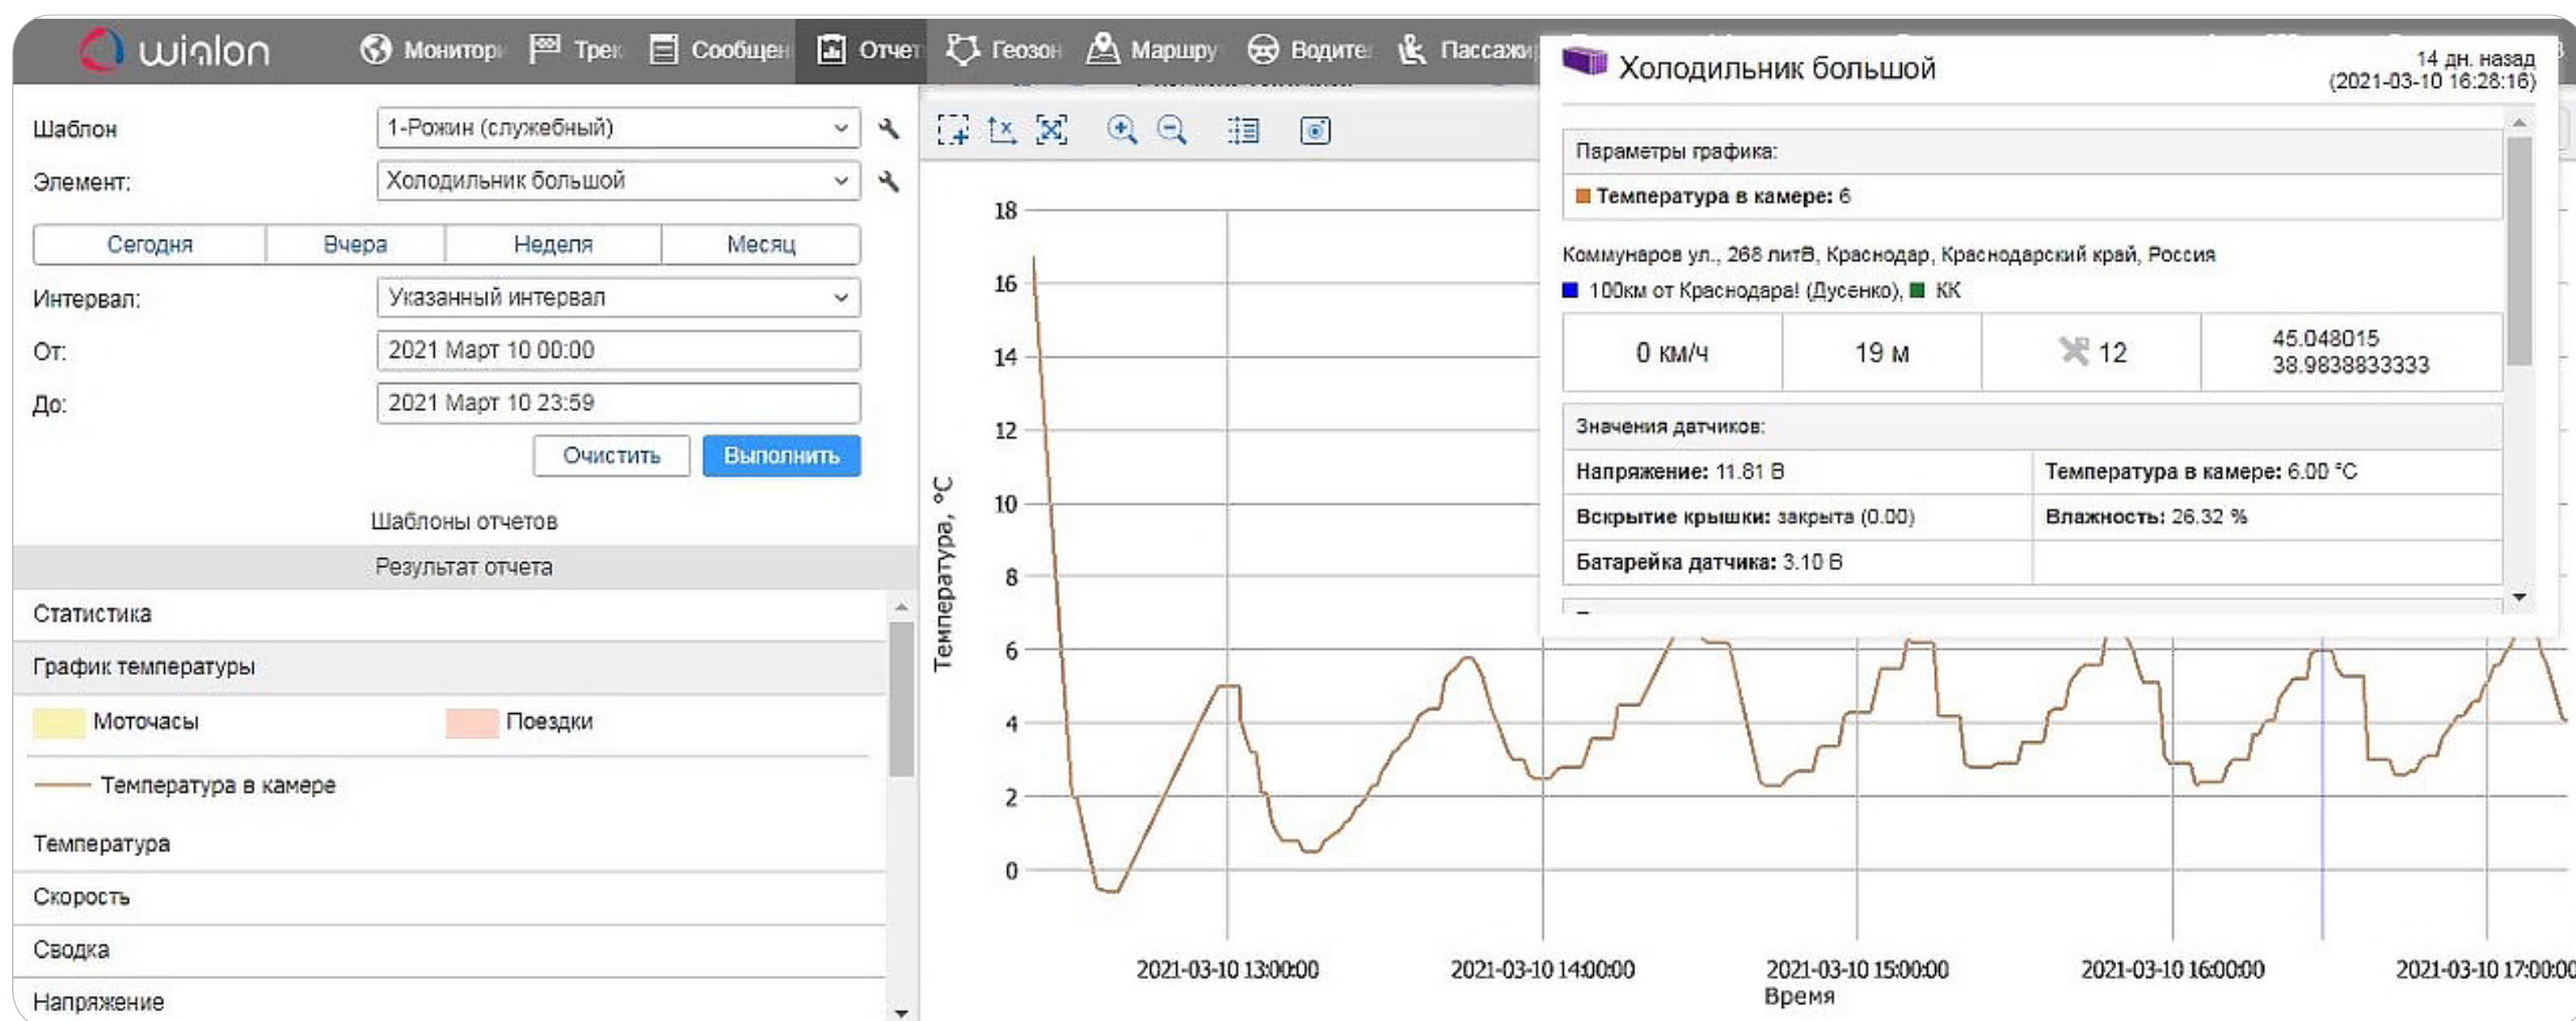 wialon
Монитори Трек Сообщен Отчет Геозон Маршру Водите Пассажи
Шаблон 1-Рожин (служебный)
Элемент: Холодильник большой
Сегодня Вчера Неделя Месяц
Интервал: Указанный интервал
От: 2021 Март 10 00:00
До: 2021 Март 10 23:59
Очистить Выполнить
Шаблоны отчетов
Результат отчета
Статистика
График температуры
Моточасы Поездки
Температура в камере
Температура
Скорость
Сводка
Напряжение
Температура, °C
18
16
14
12
10
8
6
4
2
0
2021-03-10 13:00:00 2021-03-10 14:00:00 2021-03-10 15:00:00 2021-03-10 16:00:00 2021-03-10 17:00:00
Время
Холодильник большой
14 дн. назад
(2021-03-10 16:28:16)
Параметры графика:
Температура в камере: 6
Коммунаров ул., 268 литВ, Краснодар, Краснодарский край, Россия
100км от Краснодара! (Дусенко), КК
0 км/ч 19 м 12 45.048015
38.9838833333
Значения датчиков:
Напряжение: 11.81 В Температура в камере: 6.00 °C
Вскрытие крышки: закрыта (0.00) Влажность: 26.32 %
Батарейка датчика: 3.10 В